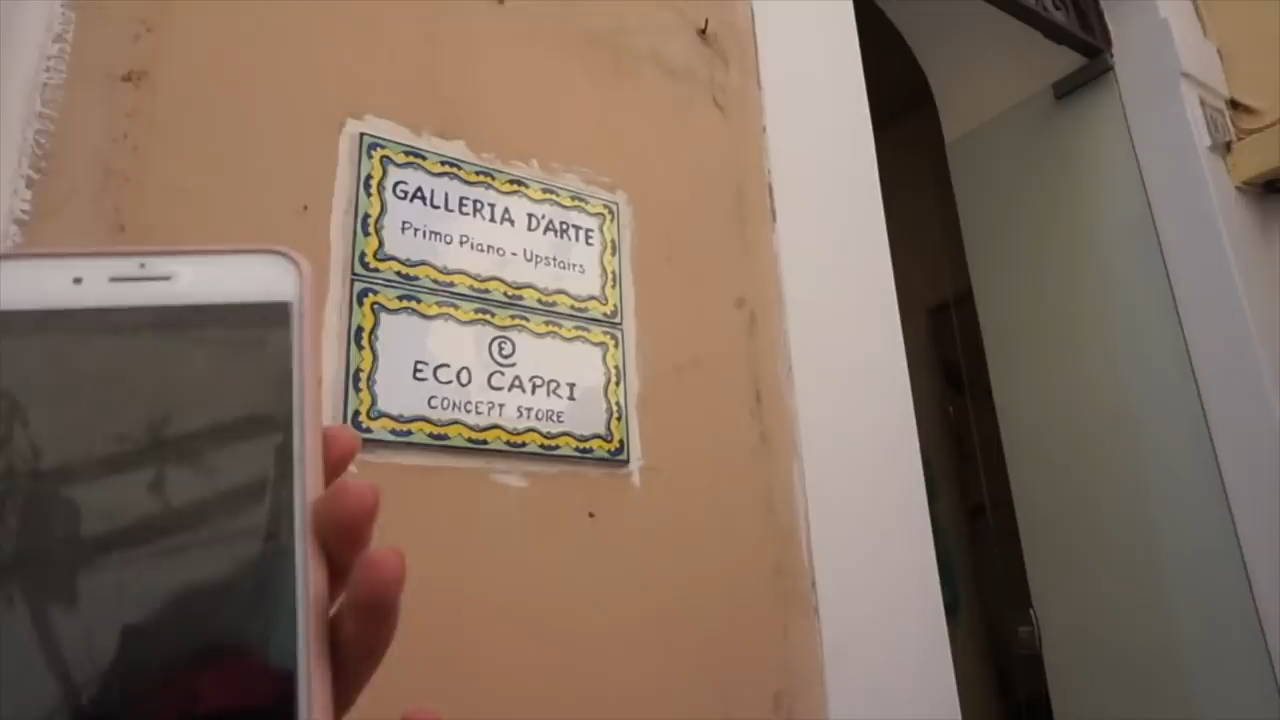 GALLERIA D'ARTE
Primo Piano - Upstairs
ECO CAPRI
CONCEPT STORE